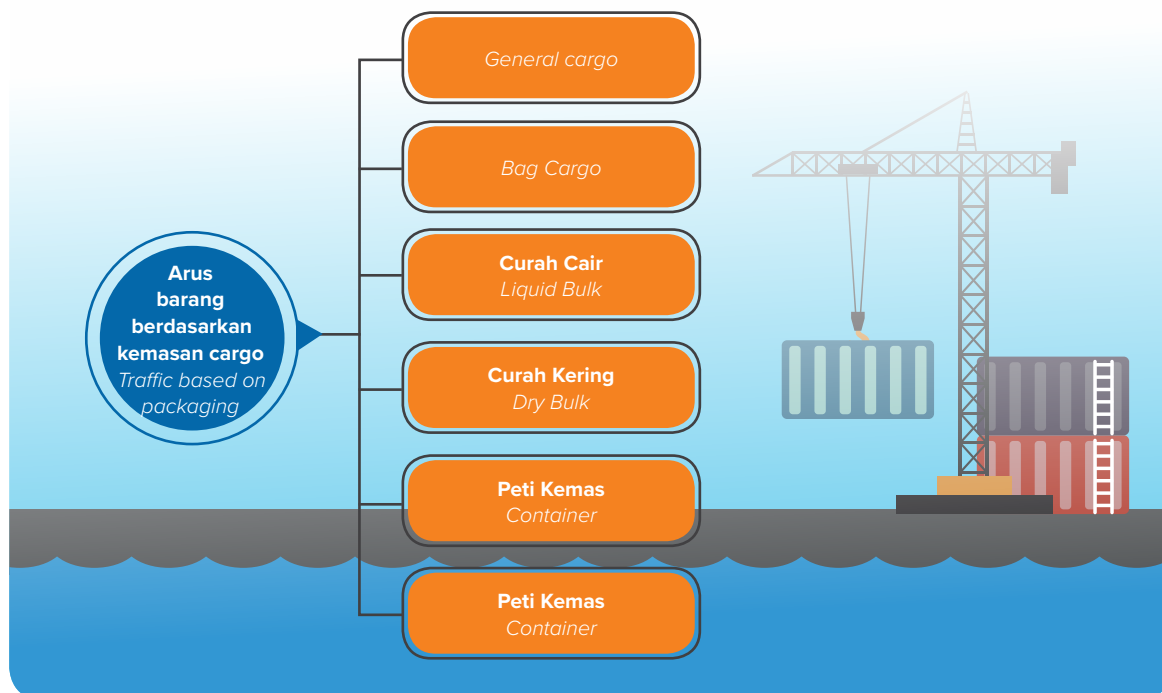 General cargo
Bag Cargo
Curah Cair
Liquid Bulk
Arus
barang
berdasarkan
kemasan cargo
Traffic based on
packaging
Curah Kering
Dry Bulk
Peti Kemas
Container
Peti Kemas
Container